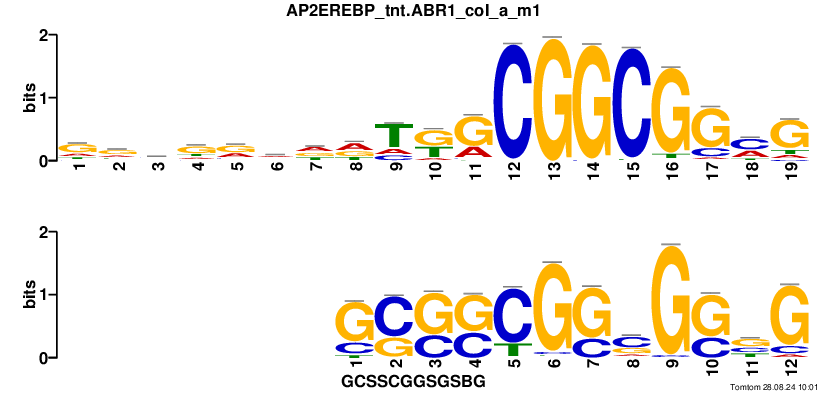 AP2EREBP_tnt.ABR1_col_a_m1
2
1
0
bits
1 2 3 4 5 6 7 8 9 10 11 12 13 14 15 16 17 18 19
TGGCGGCGGCG
2
1
0
bits
GCGGCGGCGGGG
1 2 3 4 5 6 7 8 9 10 11 12
GCSSCGGSGSBG
Tomtom 28.08.24 10:01